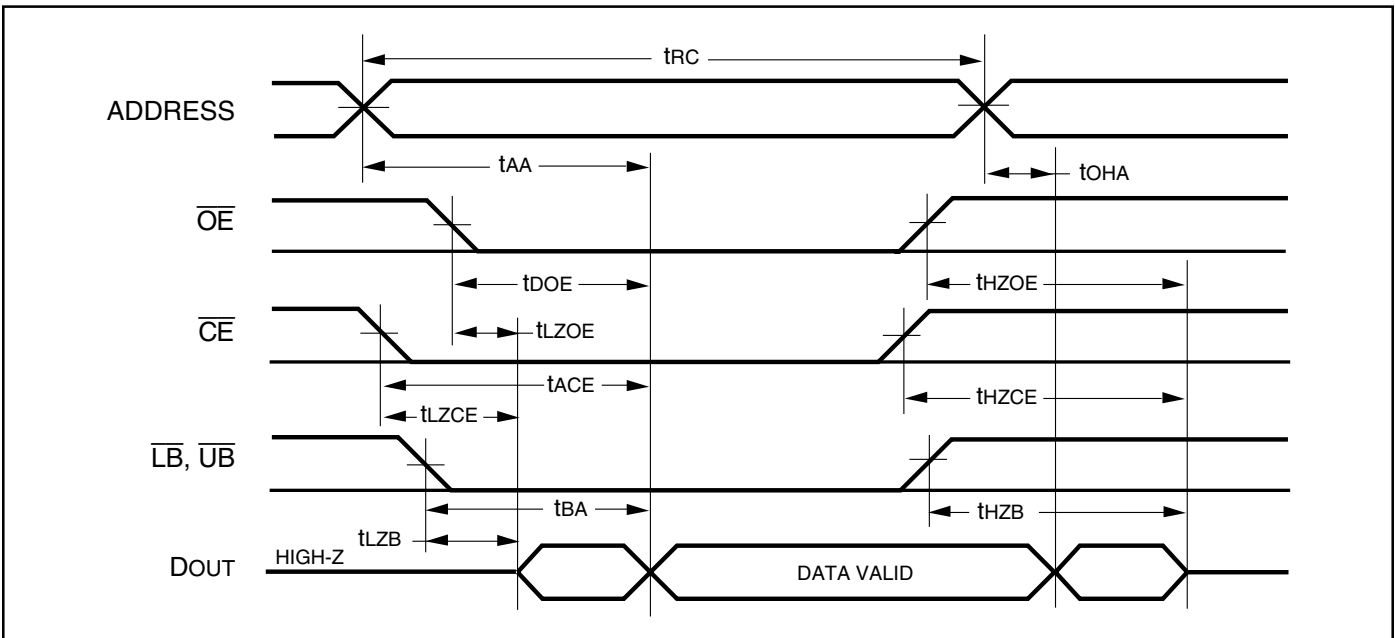 tRC
ADDRESS
tAA
tOHA
OE
tDOE
tHZOE
CE
tLZOE
tACE
tHZCE
tLZCE
LB, UB
tBA
tHZB
tLZB
DOUT
HIGH-Z
DATA VALID